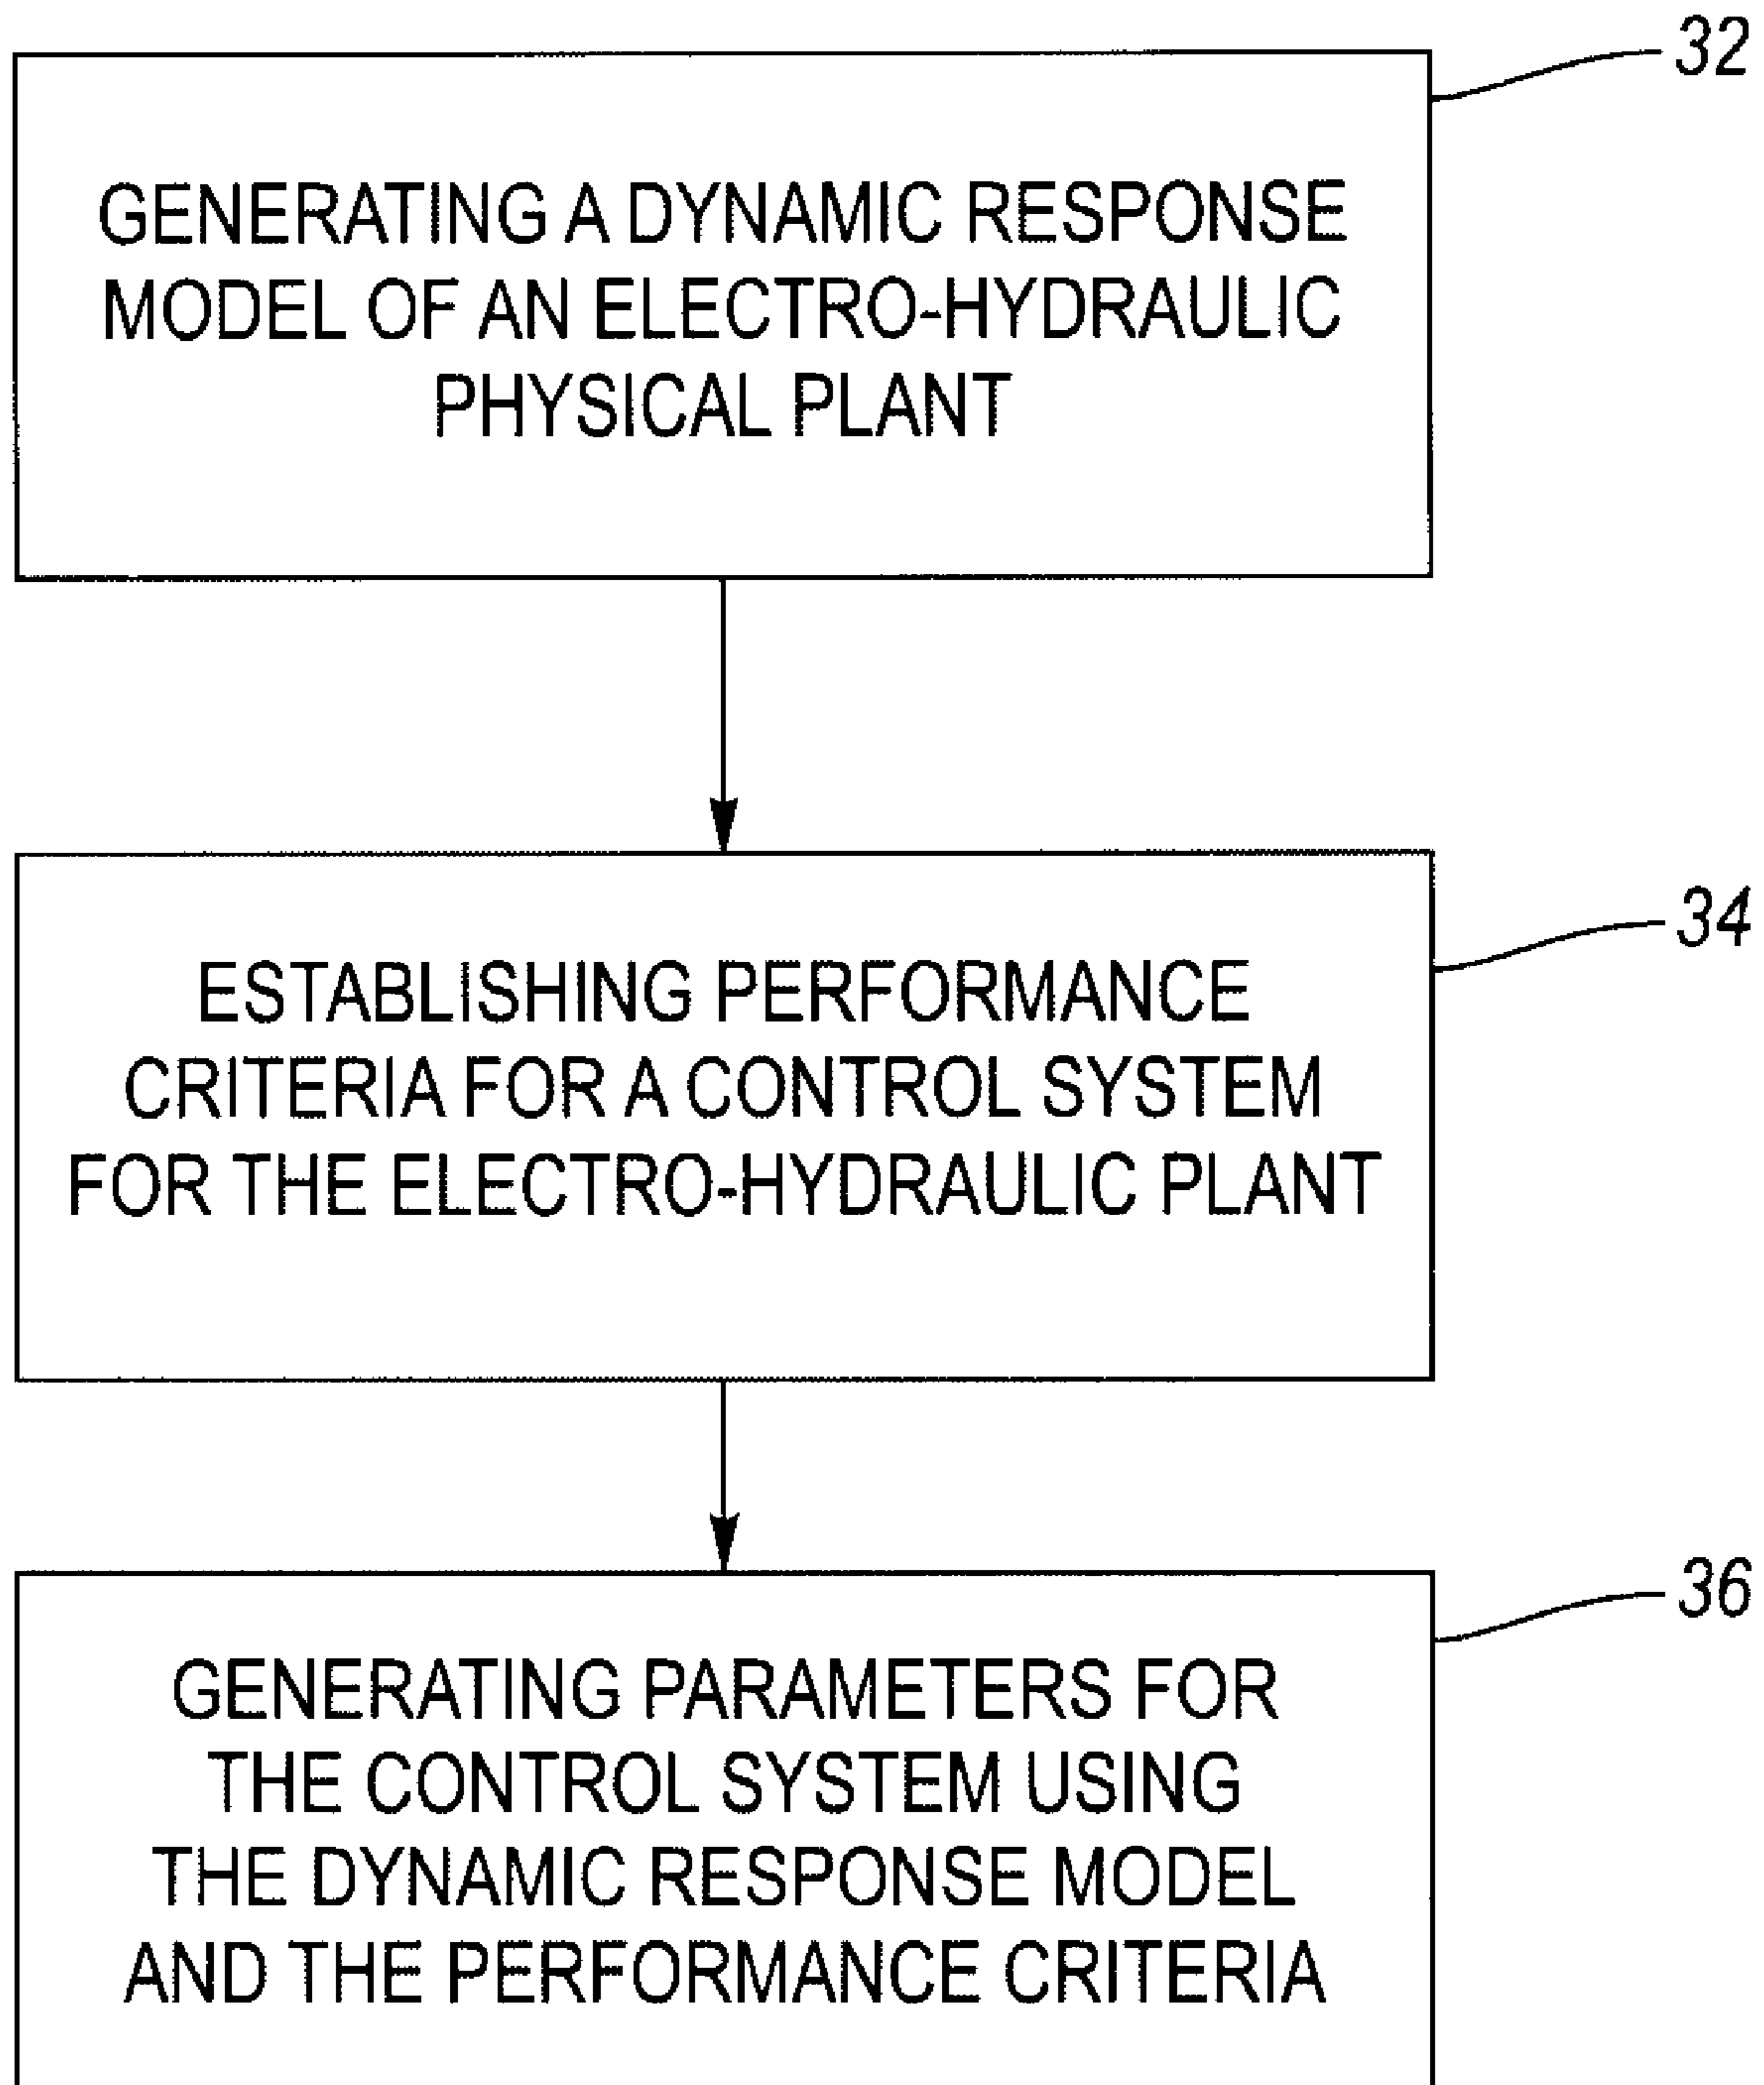 32
GENERATING A DYNAMIC RESPONSE
MODEL OF AN ELECTRO-HYDRAULIC
PHYSICAL PLANT
34
ESTABLISHING PERFORMANCE
CRITERIA FOR A CONTROL SYSTEM
FOR THE ELECTRO-HYDRAULIC PLANT
36
GENERATING PARAMETERS FOR
THE CONTROL SYSTEM USING
THE DYNAMIC RESPONSE MODEL
AND THE PERFORMANCE CRITERIA